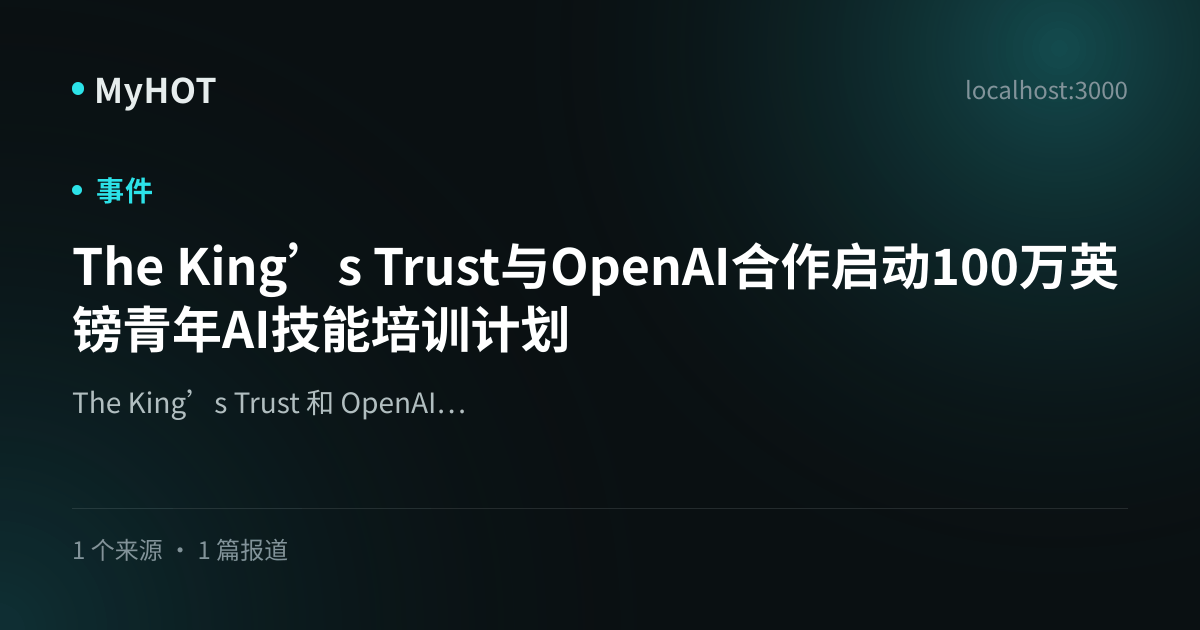 MyHOT
localhost:3000
事件
The King’s Trust与OpenAI合作启动100万英
镑青年AI技能培训计划
The King’s Trust 和 OpenAI…
1 个来源 · 1 篇报道